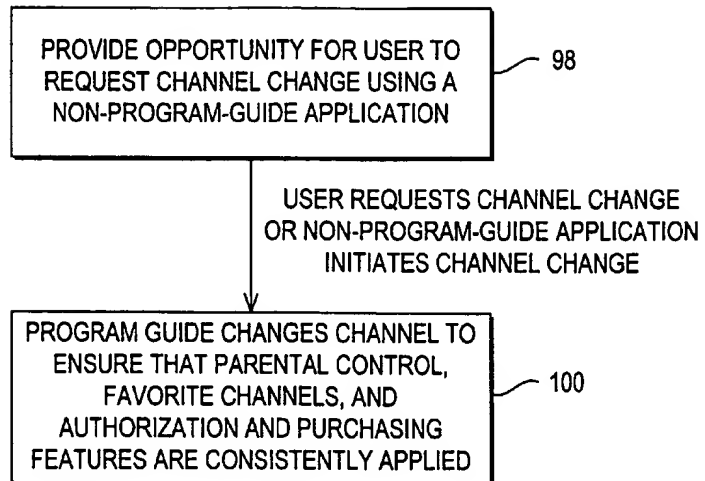 PROVIDE OPPORTUNITY FOR USER TO
REQUEST CHANNEL CHANGE USING A
NON-PROGRAM-GUIDE APPLICATION
98
USER REQUESTS CHANNEL CHANGE
OR NON-PROGRAM-GUIDE APPLICATION
INITIATES CHANNEL CHANGE
PROGRAM GUIDE CHANGES CHANNEL TO
ENSURE THAT PARENTAL CONTROL,
FAVORITE CHANNELS, AND
AUTHORIZATION AND PURCHASING
FEATURES ARE CONSISTENTLY APPLIED
100